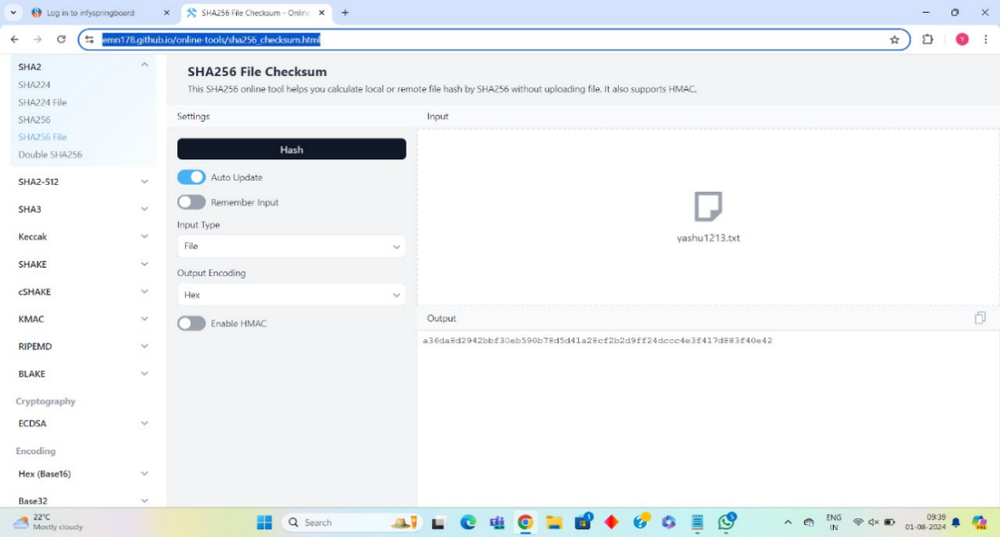 Log in to infyspringboard
SHA256 File Checksum - Online
emn178.github.io/online-tools/sha256_checksum.html
Y
SHA2
SHA224
SHA224 File
SHA256
SHA256 File
Double SHA256
SHA2-512
SHA3
Keccak
SHAKE
cSHAKE
KMAC
RIPEMD
BLAKE
Cryptography
ECDSA
Encoding
Hex (Base16)
Base32
SHA256 File Checksum
This SHA256 online tool helps you calculate local or remote file hash by SHA256 without uploading file. It also supports HMAC.
Settings
Hash
Auto Update
Remember Input
Input Type
File
Output Encoding
Hex
Enable HMAC
Input
yashu1213.txt
Output
a36da8d2942bbf30eb590b78d5d41a28cf2b2d9ff24dccc4e3f417d883f40e42
22°C
Mostly cloudy
Search
ENG
IN
09:39
01-08-2024